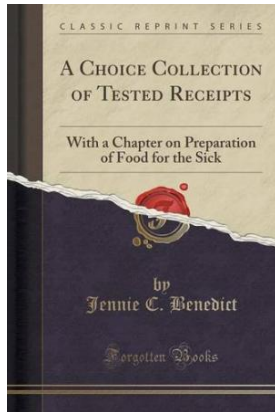 CLASSIC REPRINT SERIES
A CHOICE COLLECTION
OF TESTED RECEIPTS
With a Chapter on Preparation
of Food for the Sick
by
Jennie C. Benedict
Forgotten Books